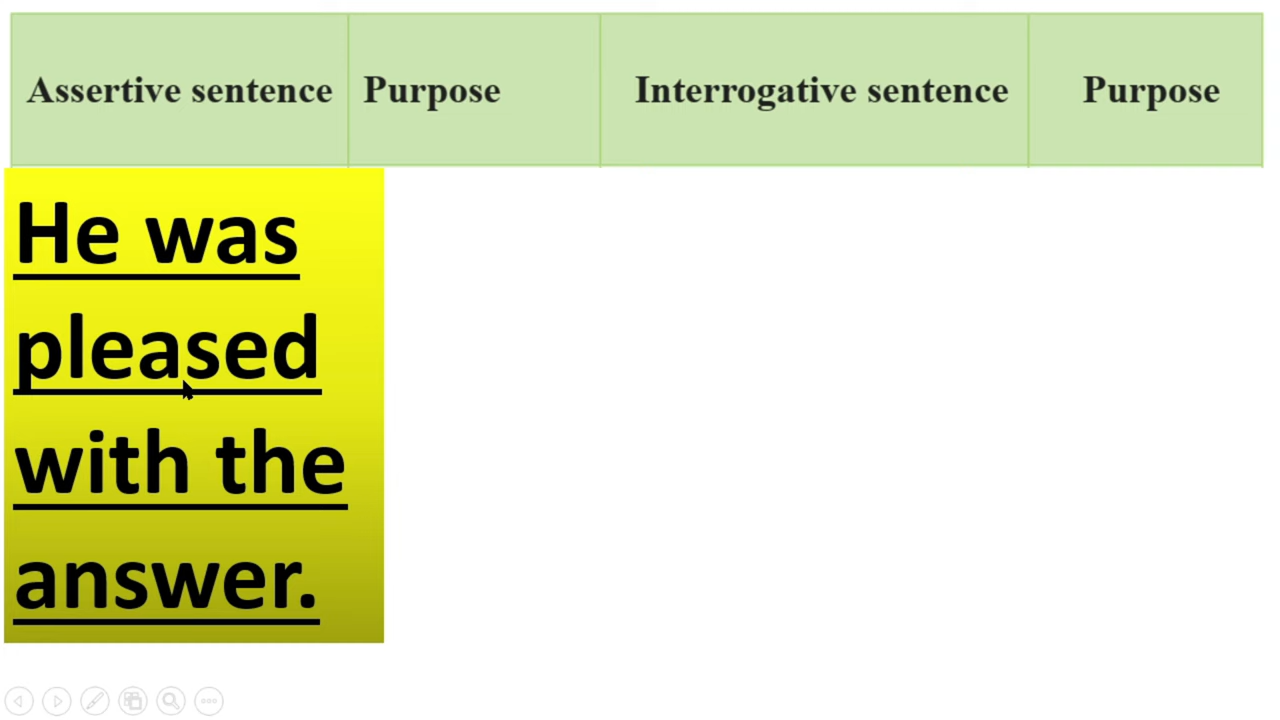 Assertive sentence Purpose Interrogative sentence Purpose
He was
pleased
with the
answer.